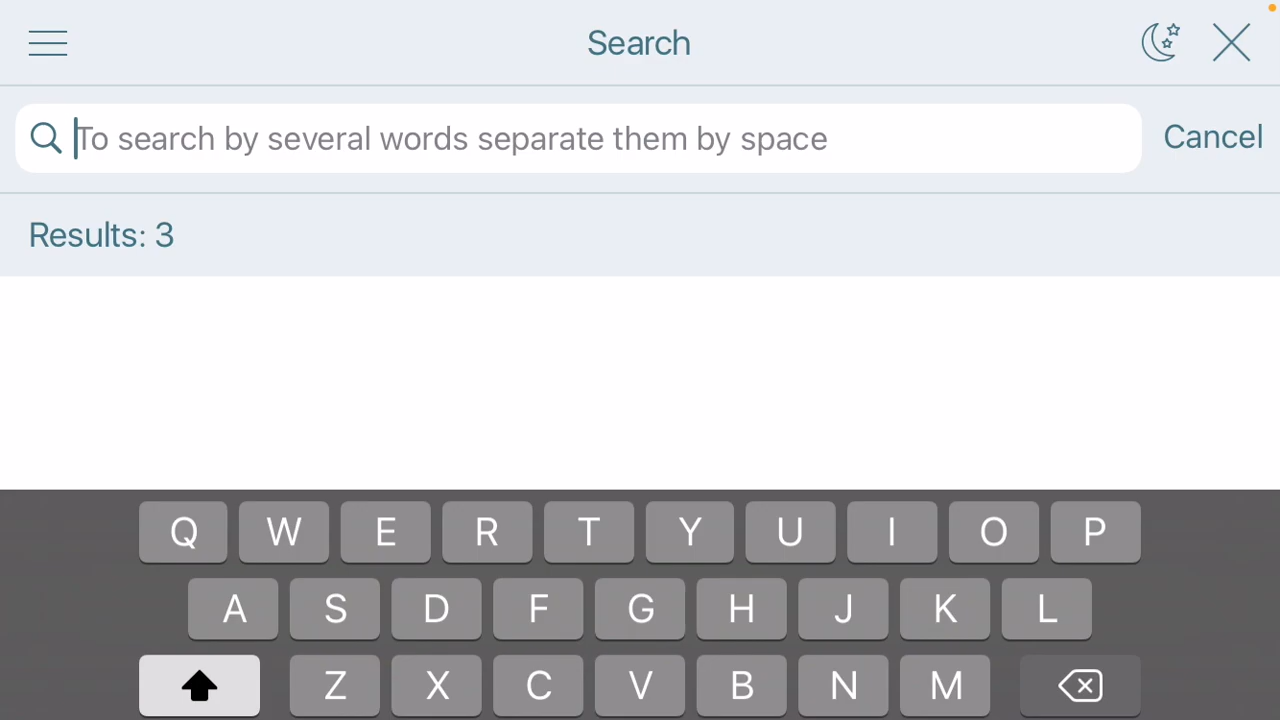 Search
To search by several words separate them by space
Cancel
Results: 3
Q W E R T Y U I O P
A S D F G H J K L
Z X C V B N M